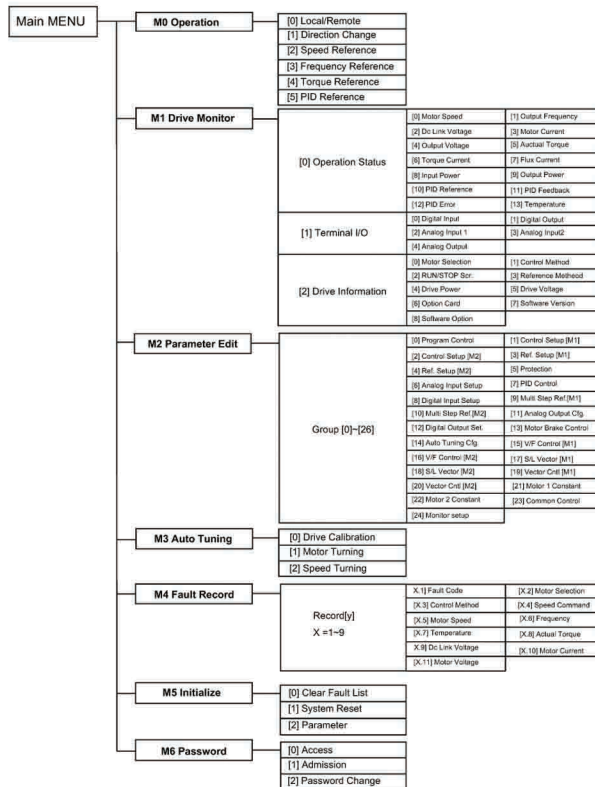 Main MENU
M0 Operation
[0] Local/Remote
[1] Direction Change
[2] Speed Reference
[3] Frequency Reference
[4] Torque Reference
[5] PID Reference
M1 Drive Monitor
[0] Operation Status
[0] Motor Speed
[1] Output Frequency
[2] Dc Link Voltage
[3] Motor Current
[4] Output Voltage
[5] Auctual Torque
[6] Torque Current
[7] Flux Current
[8] Input Power
[9] Output Power
[10] PID Reference
[11] PID Feedback
[12] PID Error
[13] Temperature
[1] Terminal I/O
[0] Digital Input
[1] Digital Output
[2] Analog Input 1
[3] Analog Input2
[4] Analog Output
[2] Drive Information
[0] Motor Selection
[1] Control Method
[2] RUN/STOP Scr.
[3] Reference Metheod
[4] Drive Power
[5] Drive Voltage
[6] Option Card
[7] Software Version
[8] Software Option
M2 Parameter Edit
Group [0]~[26]
[0] Program Control
[1] Control Setup [M1]
[2] Control Setup [M2]
[3] Ref. Setup [M1]
[4] Ref. Setup [M2]
[5] Protection
[6] Analog Input Setup
[7] PID Control
[8] Digital Input Setup
[9] Multi Step Ref.[M1]
[10] Multi Step Ref.[M2]
[11] Analog Output Cfg.
[12] Digital Output Set.
[13] Motor Brake Control
[14] Auto Tuning Cfg.
[15] V/F Control [M1]
[16] V/F Control [M2]
[17] S/L Vector [M1]
[18] S/L Vector [M2]
[19] Vector Cntl [M1]
[20] Vector Cntl [M2]
[21] Motor 1 Constant
[22] Motor 2 Constant
[23] Common Control
[24] Monitor setup
M3 Auto Tuning
[0] Drive Calibration
[1] Motor Turning
[2] Speed Turning
M4 Fault Record
Record[y]
X =1~9
[X.1] Fault Code
[X.2] Motor Selection
[X.3] Control Method
[X.4] Speed Command
[X.5] Motor Speed
[X.6] Frequency
[X.7] Temperature
[X.8] Actual Torque
X.9] Dc Link Voltage
[X.10] Motor Current
[X.11] Motor Voltage
M5 Initialize
[0] Clear Fault List
[1] System Reset
[2] Parameter
M6 Password
[0] Access
[1] Admission
[2] Password Change